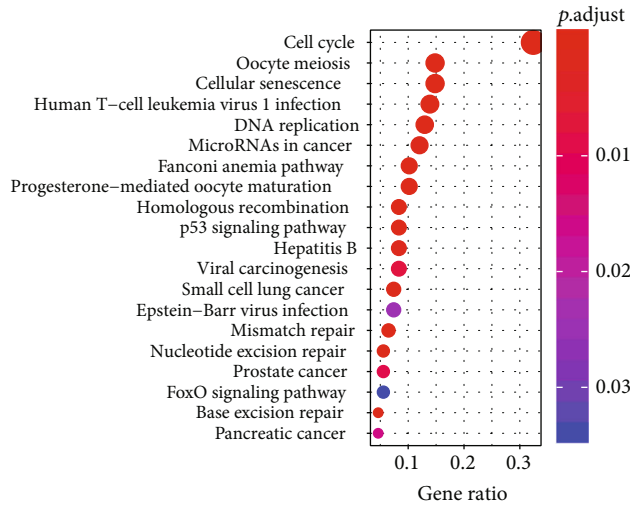 p.adjust
Cell cycle
Oocyte meiosis
Cellular senescence
Human T−cell leukemia virus 1 infection
DNA replication
MicroRNAs in cancer
Fanconi anemia pathway
Progesterone−mediated oocyte maturation
Homologous recombination
p53 signaling pathway
Hepatitis B
Viral carcinogenesis
Small cell lung cancer
Epstein−Barr virus infection
Mismatch repair
Nucleotide excision repair
Prostate cancer
FoxO signaling pathway
Base excision repair
Pancreatic cancer
0.01
0.02
0.03
0.1 0.2 0.3
Gene ratio